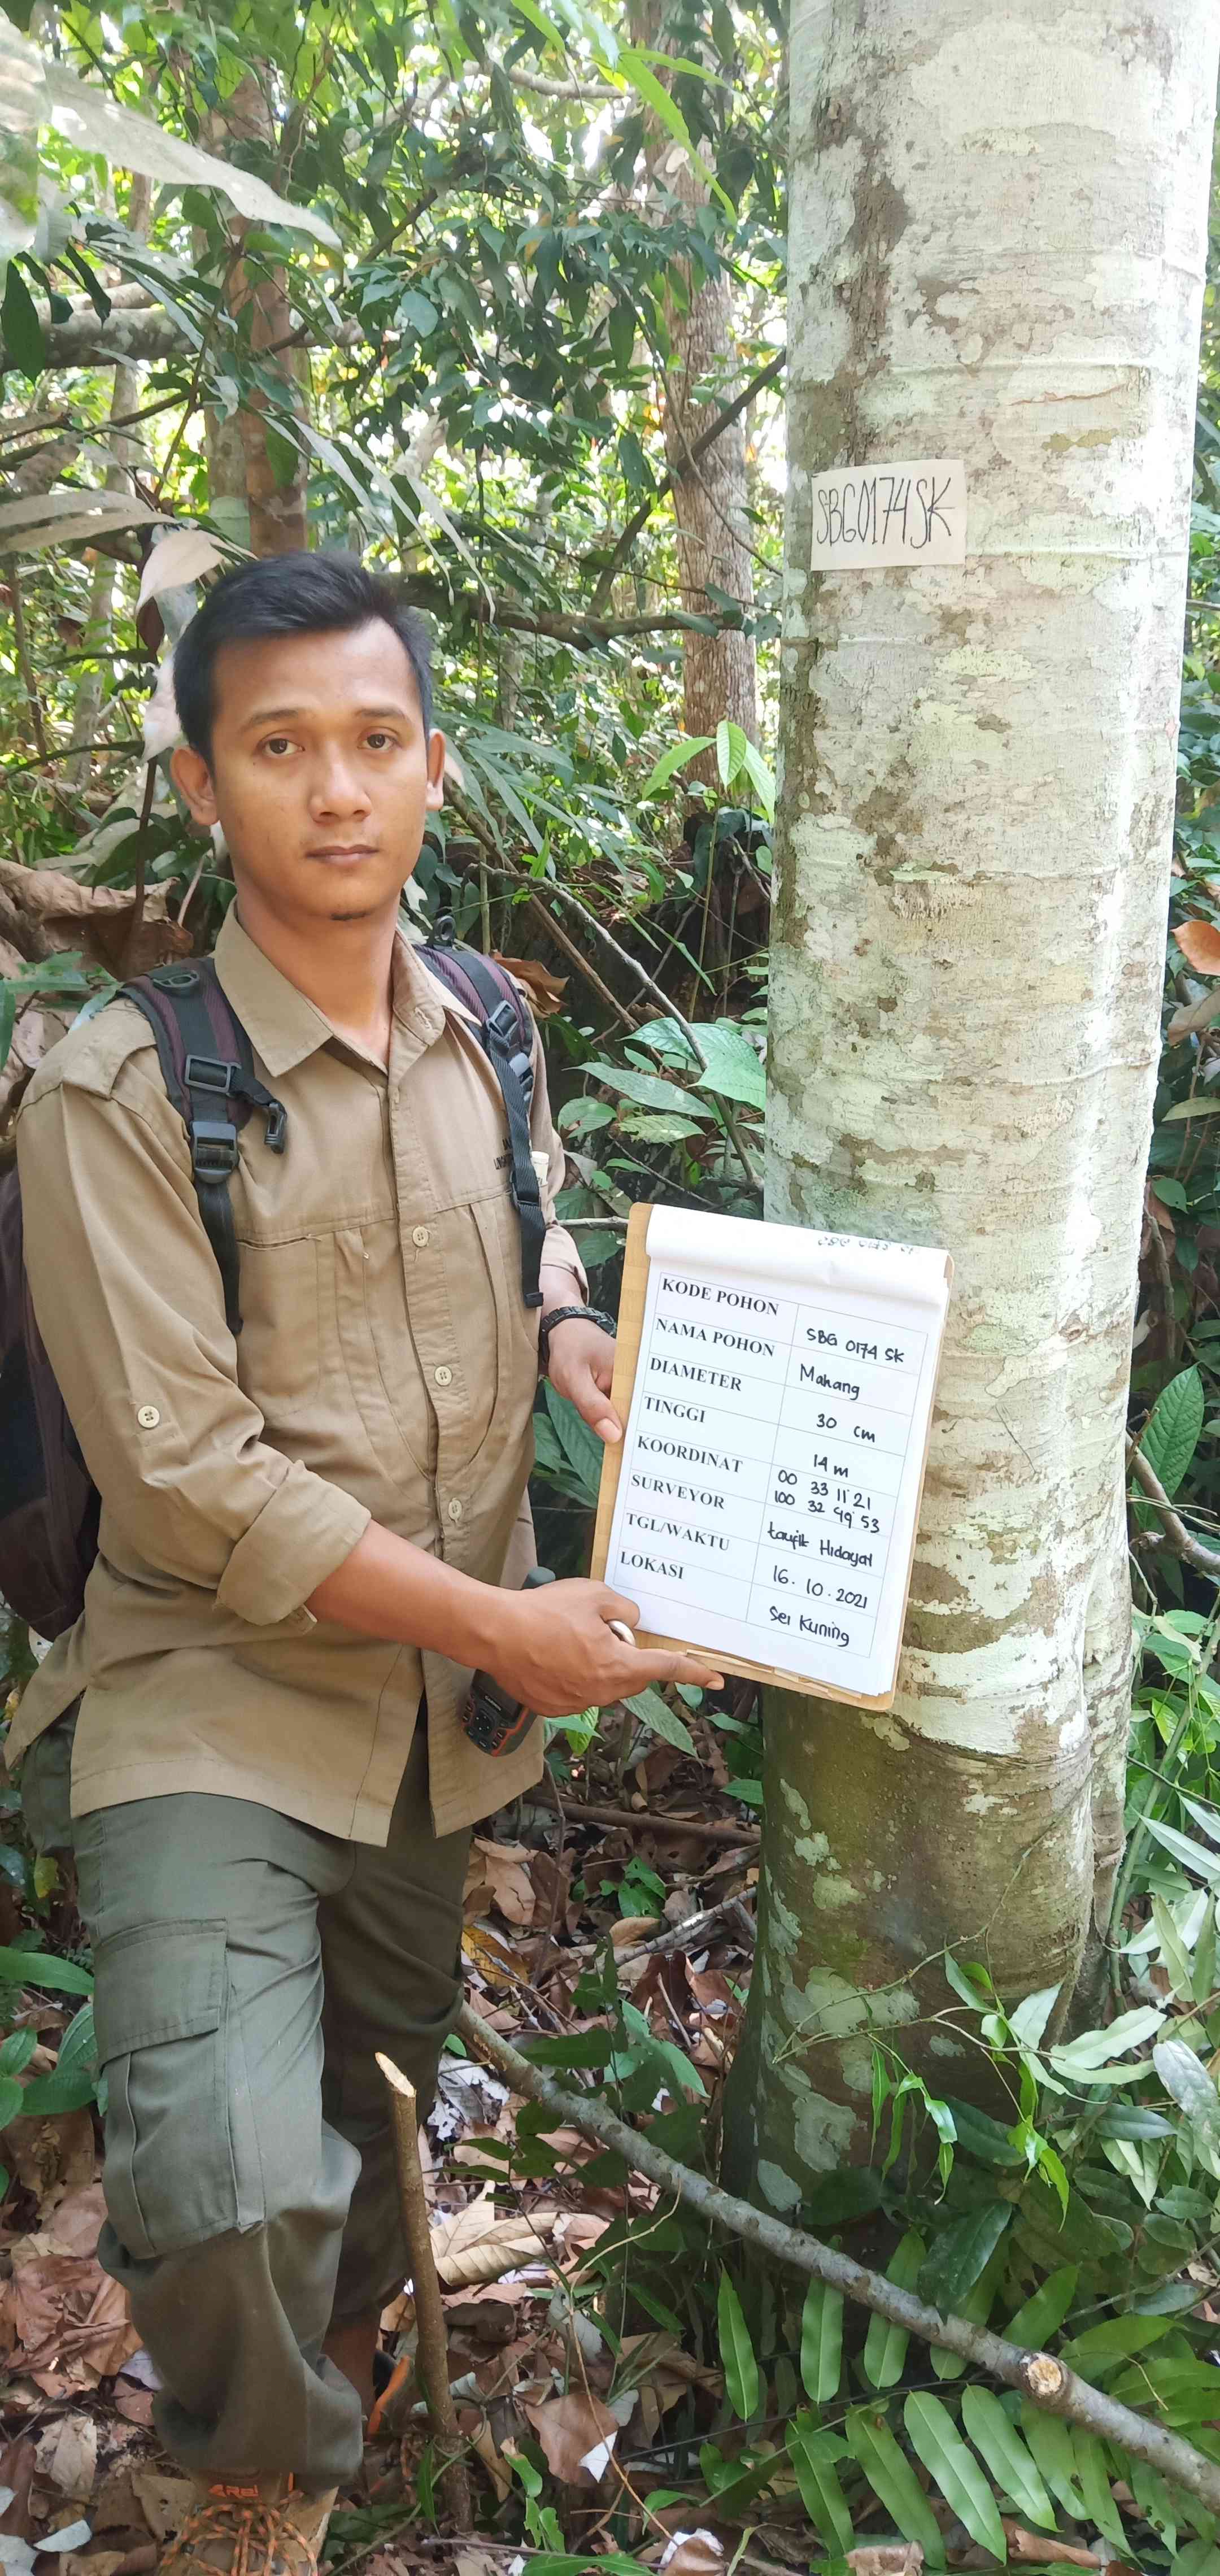 SBG0174SK
KODE POHON SBG 0174 SK
NAMA POHON Mahang
DIAMETER 30 cm
TINGGI 14 m
KOORDINAT 00 33 11.21
100 32 49.53
SURVEYOR taufik Hidayat
TGL/WAKTU 16.10.2021
LOKASI Sei Kuning